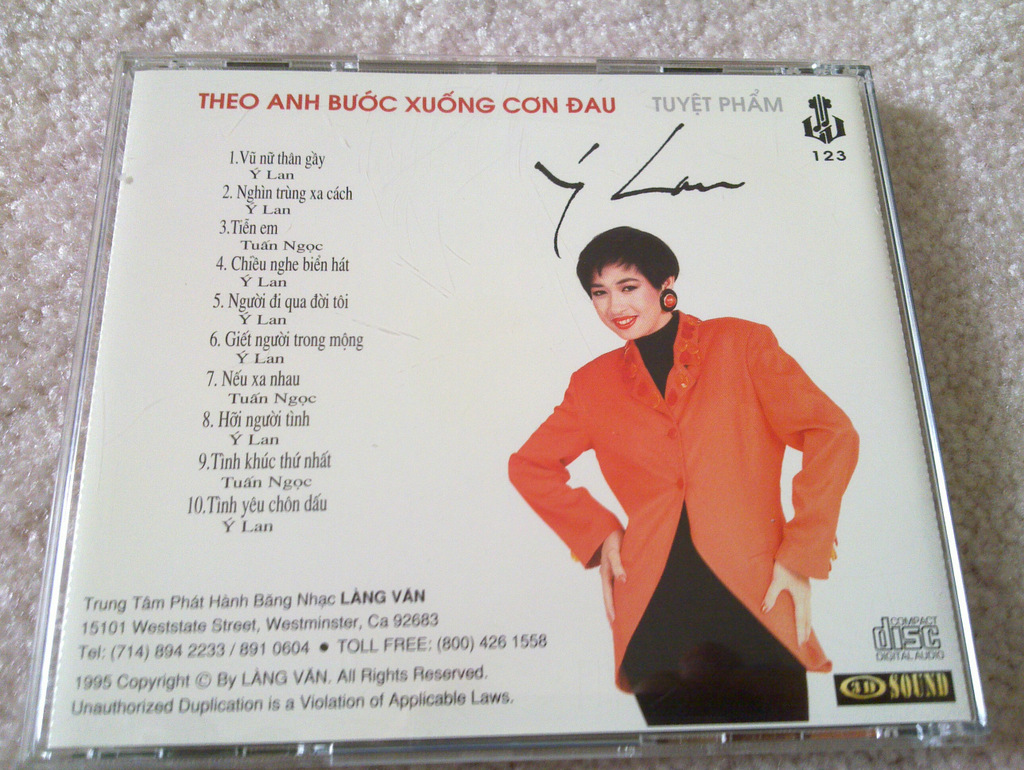 THEO ANH BƯỚC XUỐNG CƠN ĐAU TUYỆT PHẨM
123
Ý Lan
1.Vũ nữ thân gầy
Ý Lan
2. Nghìn trùng xa cách
Ý Lan
3.Tiễn em
Tuấn Ngọc
4. Chiều nghe biển hát
Ý Lan
5. Người đi qua đời tôi
Ý Lan
6. Giết người trong mộng
Ý Lan
7. Nếu xa nhau
Tuấn Ngọc
8. Hỡi người tình
Ý Lan
9.Tình khúc thứ nhất
Tuấn Ngọc
10.Tình yêu chôn dấu
Ý Lan
Trung Tâm Phát Hành Băng Nhạc LÀNG VĂN
15101 Weststate Street, Westminster, Ca 92683
Tel: (714) 894 2233 / 891 0604 • TOLL FREE: (800) 426 1558
1995 Copyright © By LÀNG VĂN. All Rights Reserved.
Unauthorized Duplication is a Violation of Applicable Laws.
COMPACT
disc
DIGITAL AUDIO
4D SOUND